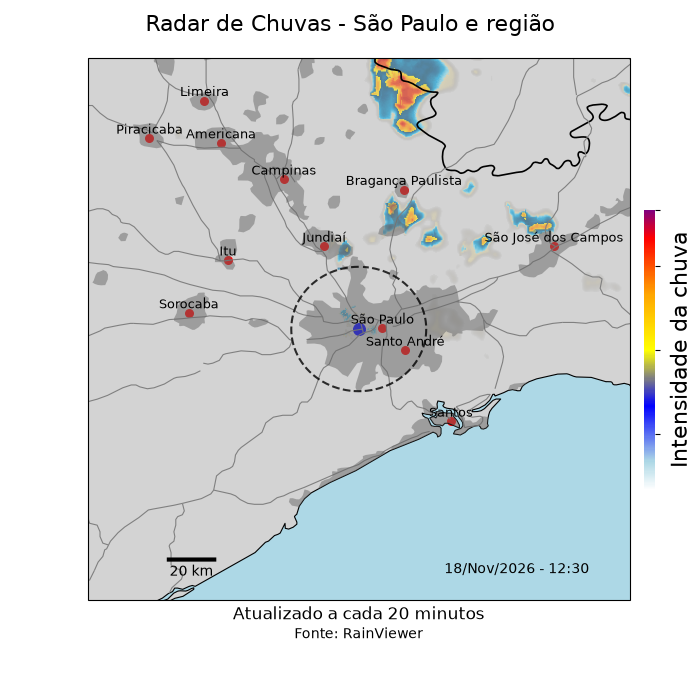 Radar de Chuvas - São Paulo e região
Limeira
Piracicaba
Americana
Campinas
Bragança Paulista
Jundiaí
São José dos Campos
Itu
Sorocaba
São Paulo
Santo André
Santos
Intensidade da chuva
20 km
18/Nov/2026 - 12:30
Atualizado a cada 20 minutos
Fonte: RainViewer